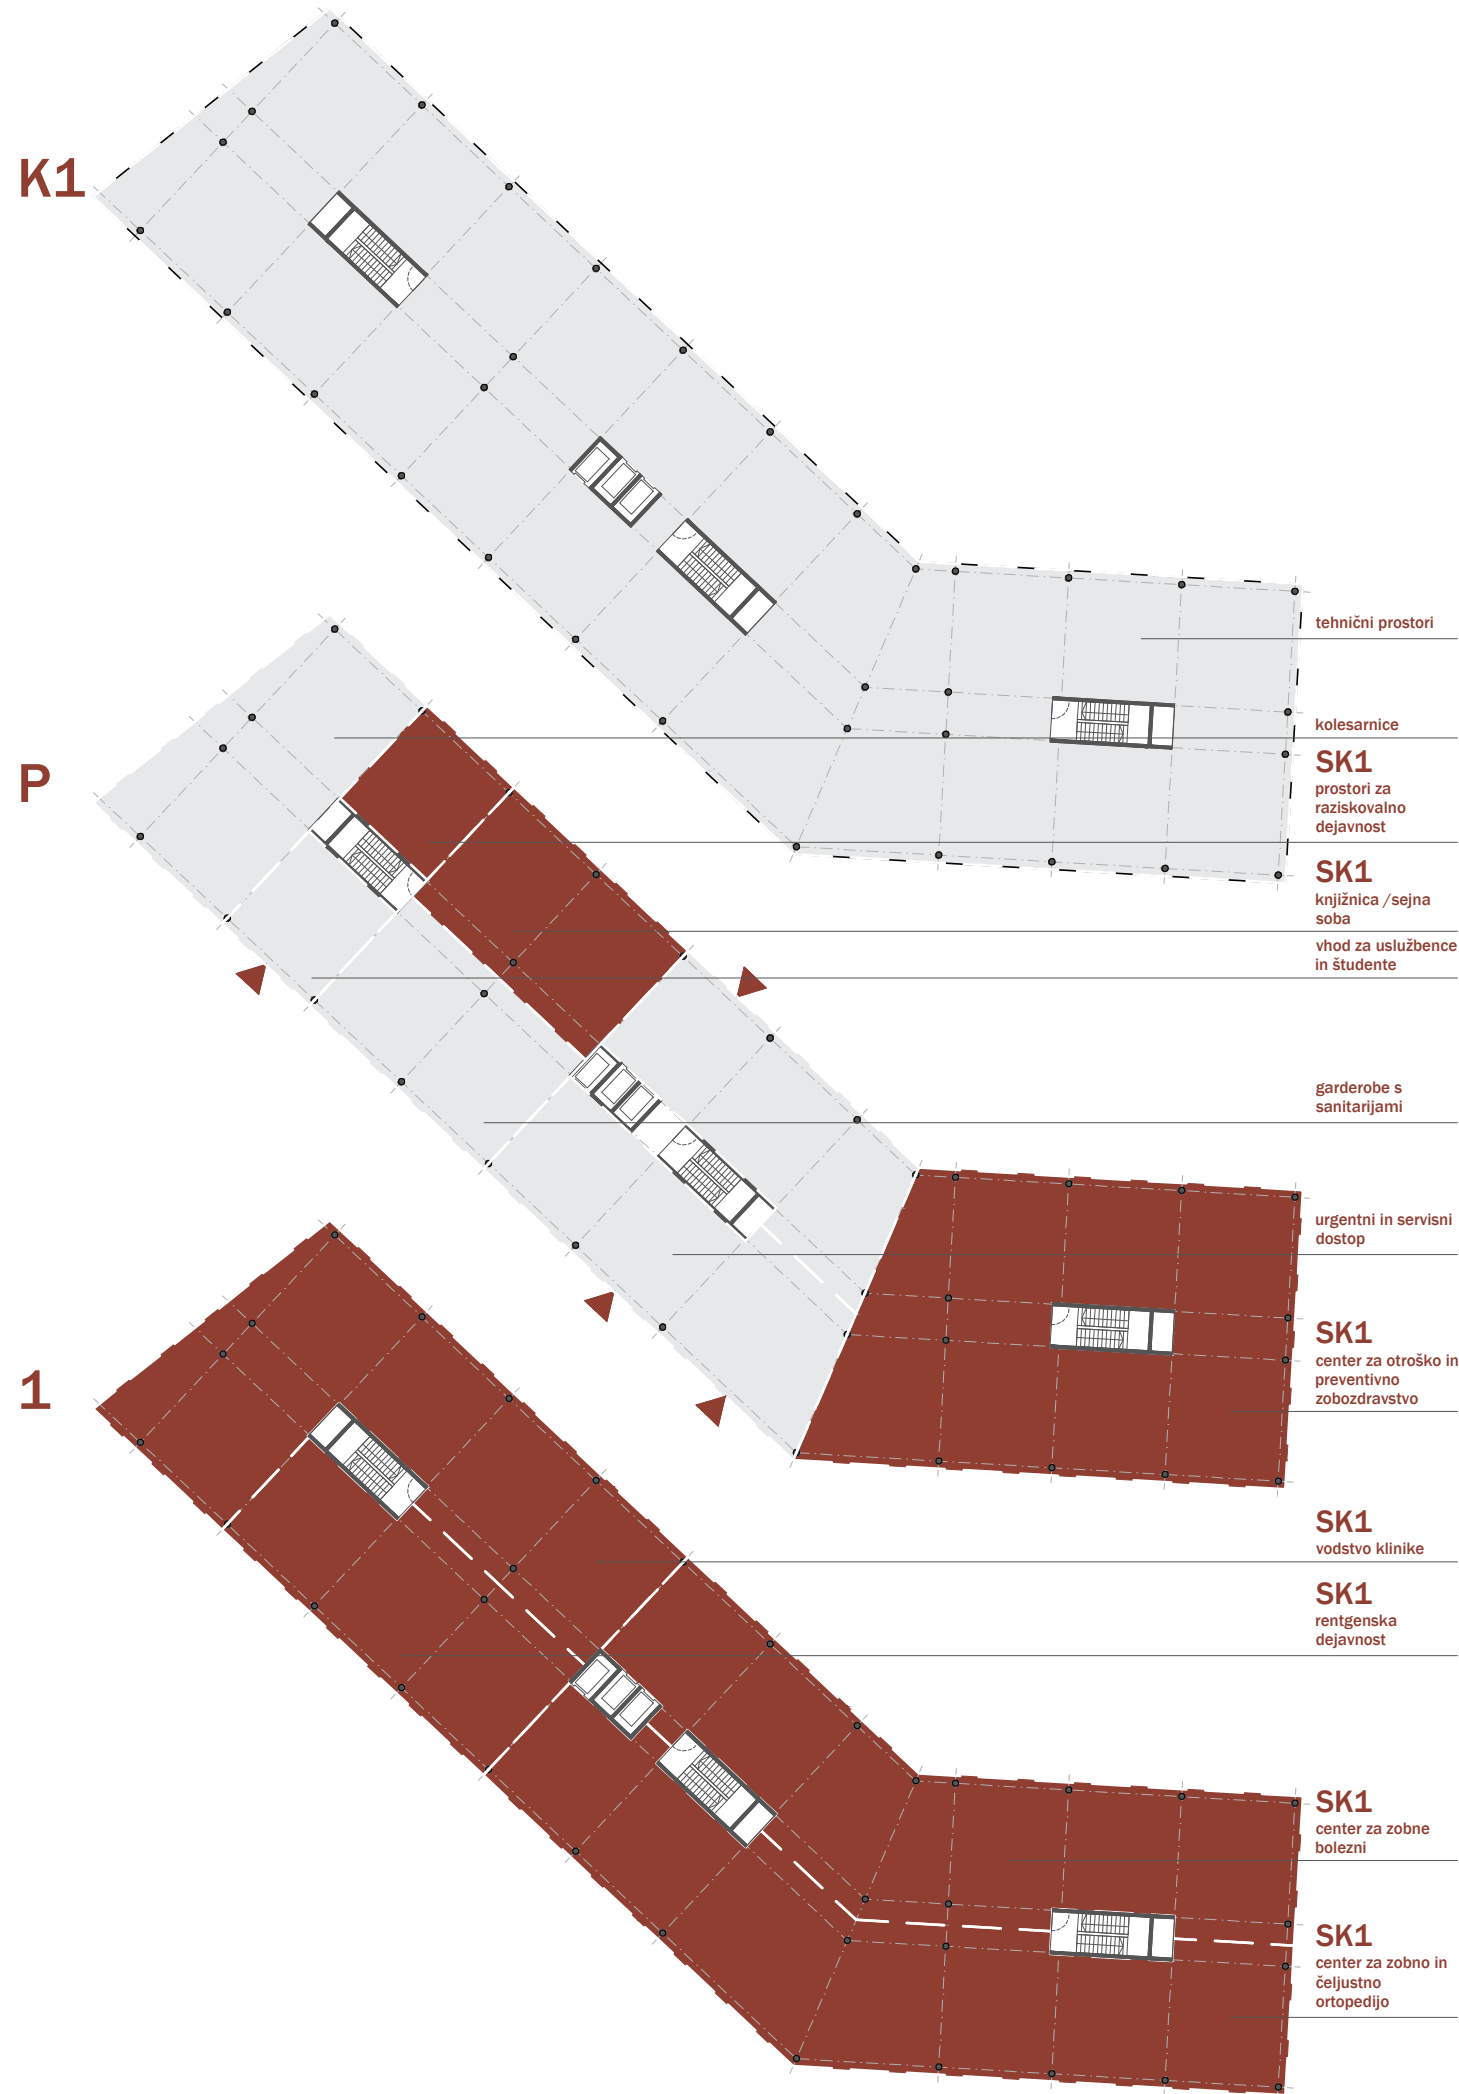 K1
tehnični prostori
kolesarnice
P
SK1
prostori za
raziskovalno
dejavnost
SK1
knjižnica /sejna
soba
vhod za uslužbence
in študente
garderobe s
sanitarijami
urgentni in servisni
dostop
SK1
center za otroško in
preventivno
zobozdravstvo
1
SK1
vodstvo klinike
SK1
rentgenska
dejavnost
SK1
center za zobne
bolezni
SK1
center za zobno in
čeljustno
ortopedijo